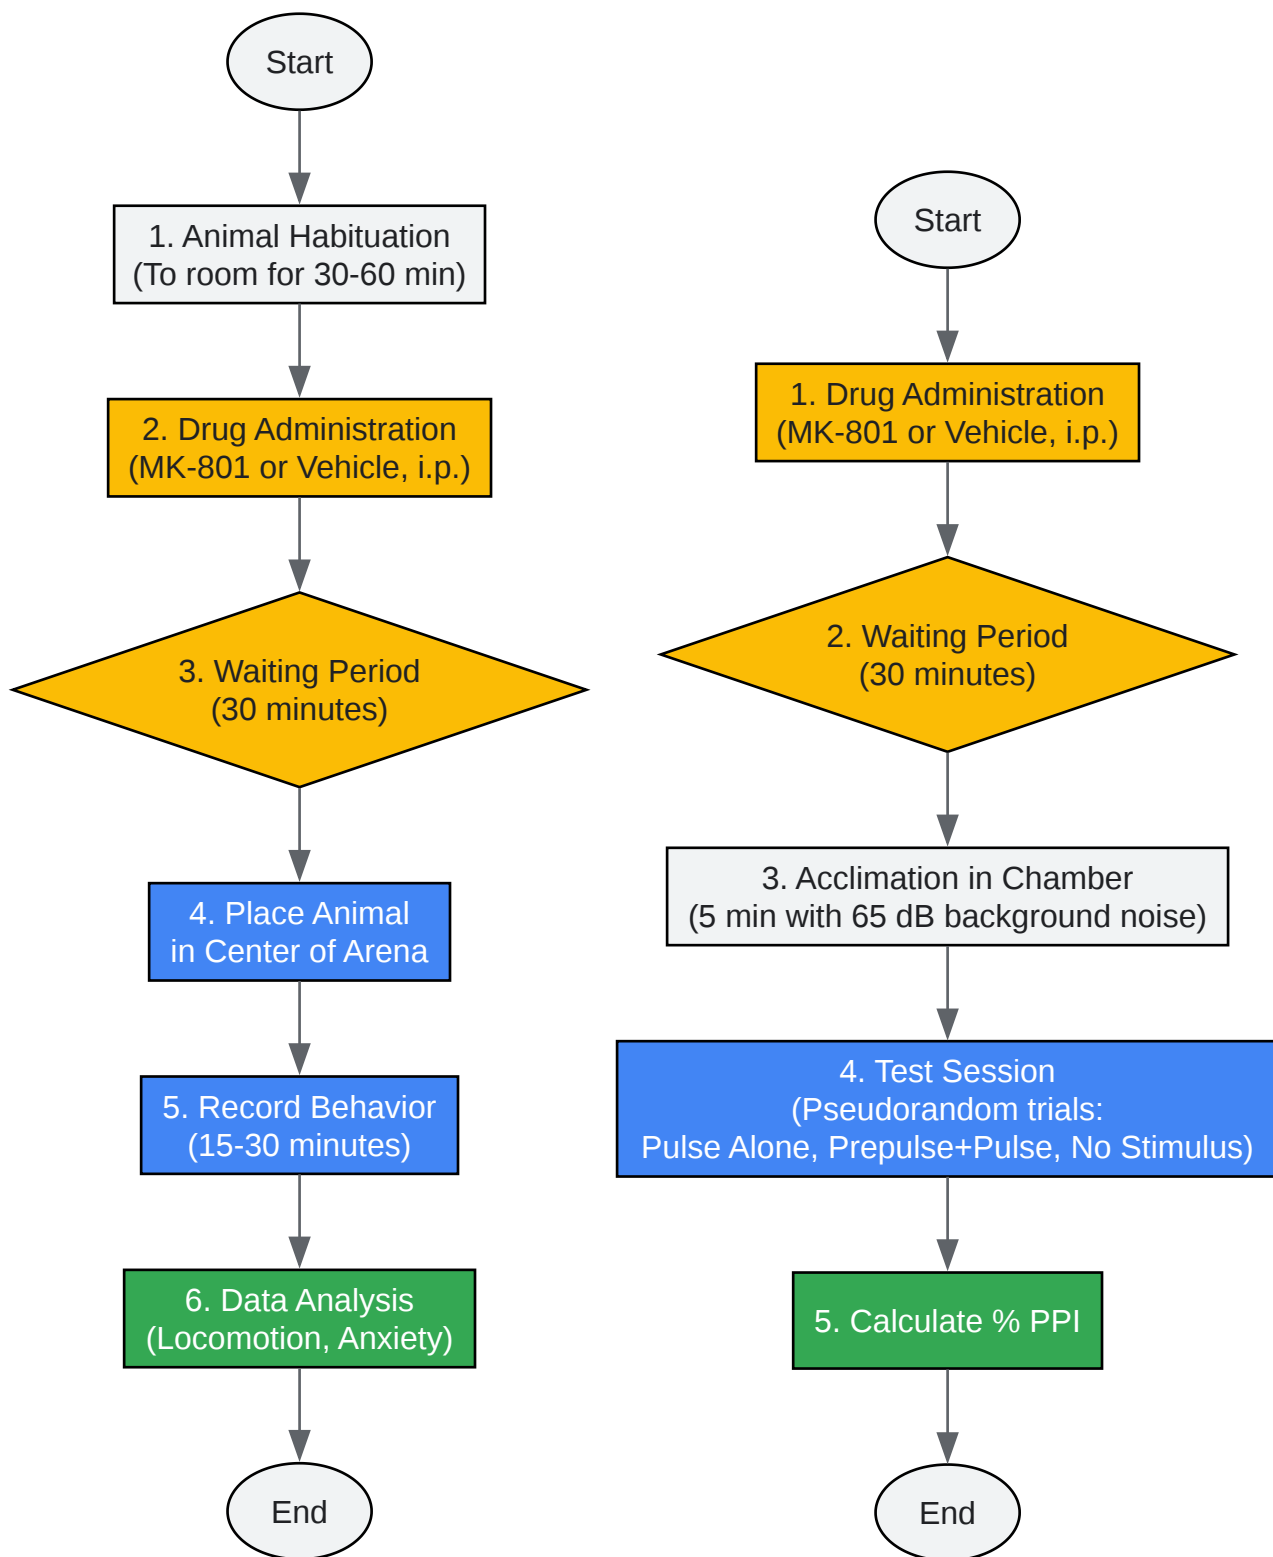 Start
1. Animal Habituation
(To room for 30-60 min)
2. Drug Administration
(MK-801 or Vehicle, i.p.)
3. Waiting Period
(30 minutes)
4. Place Animal
in Center of Arena
5. Record Behavior
(15-30 minutes)
6. Data Analysis
(Locomotion, Anxiety)
End
Start
1. Drug Administration
(MK-801 or Vehicle, i.p.)
2. Waiting Period
(30 minutes)
3. Acclimation in Chamber
(5 min with 65 dB background noise)
4. Test Session
(Pseudorandom trials:
Pulse Alone, Prepulse+Pulse, No Stimulus)
5. Calculate % PPI
End